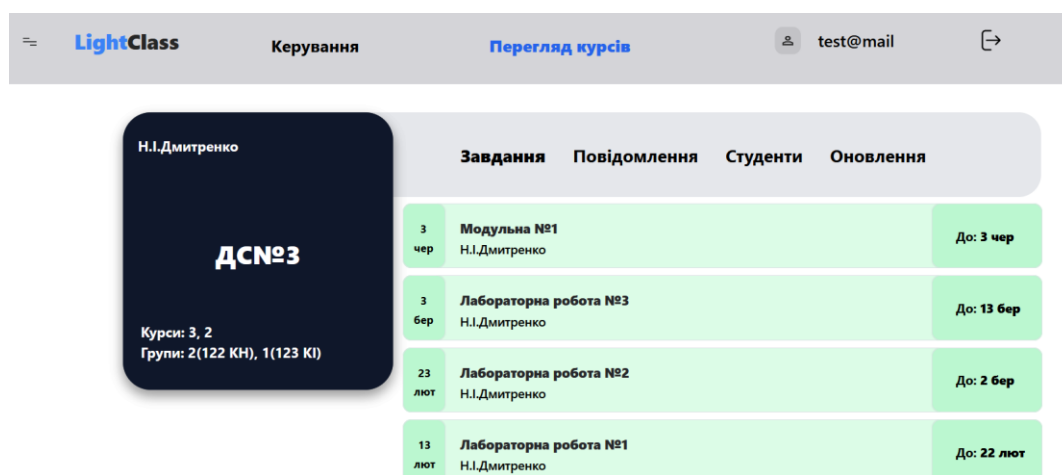 LightClass
Керування
Перегляд курсів
test@mail
Н.І.Дмитренко
ДС№3
Курси: 3, 2
Групи: 2(122 КН), 1(123 КІ)
Завдання Повідомлення Студенти Оновлення
3 чер
Модульна №1
Н.І.Дмитренко
До: 3 чер
3 бер
Лабораторна робота №3
Н.І.Дмитренко
До: 13 бер
23 лют
Лабораторна робота №2
Н.І.Дмитренко
До: 2 бер
13 лют
Лабораторна робота №1
Н.І.Дмитренко
До: 22 лют